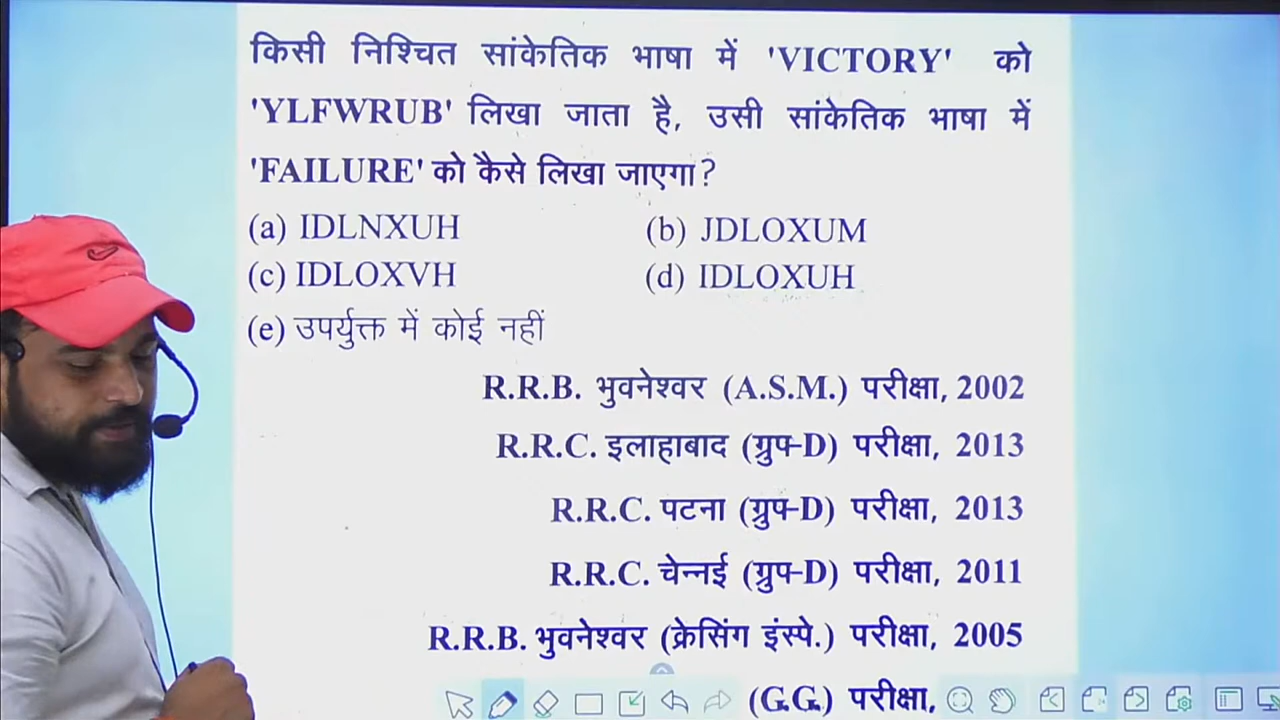 किसी निश्चित सांकेतिक भाषा में 'VICTORY' को
'YLFWRUB' लिखा जाता है, उसी सांकेतिक भाषा में
'FAILURE' को कैसे लिखा जाएगा?
(a) IDLNXUH (b) JDLOXUM
(c) IDLOXVH (d) IDLOXUH
(e) उपर्युक्त में कोई नहीं
R.R.B. भुवनेश्वर (A.S.M.) परीक्षा, 2002
R.R.C. इलाहाबाद (ग्रुप-D) परीक्षा, 2013
R.R.C. पटना (ग्रुप-D) परीक्षा, 2013
R.R.C. चेन्नई (ग्रुप-D) परीक्षा, 2011
R.R.B. भुवनेश्वर (क्रेसिंग इंस्पे.) परीक्षा, 2005
(G.G.) परीक्षा,